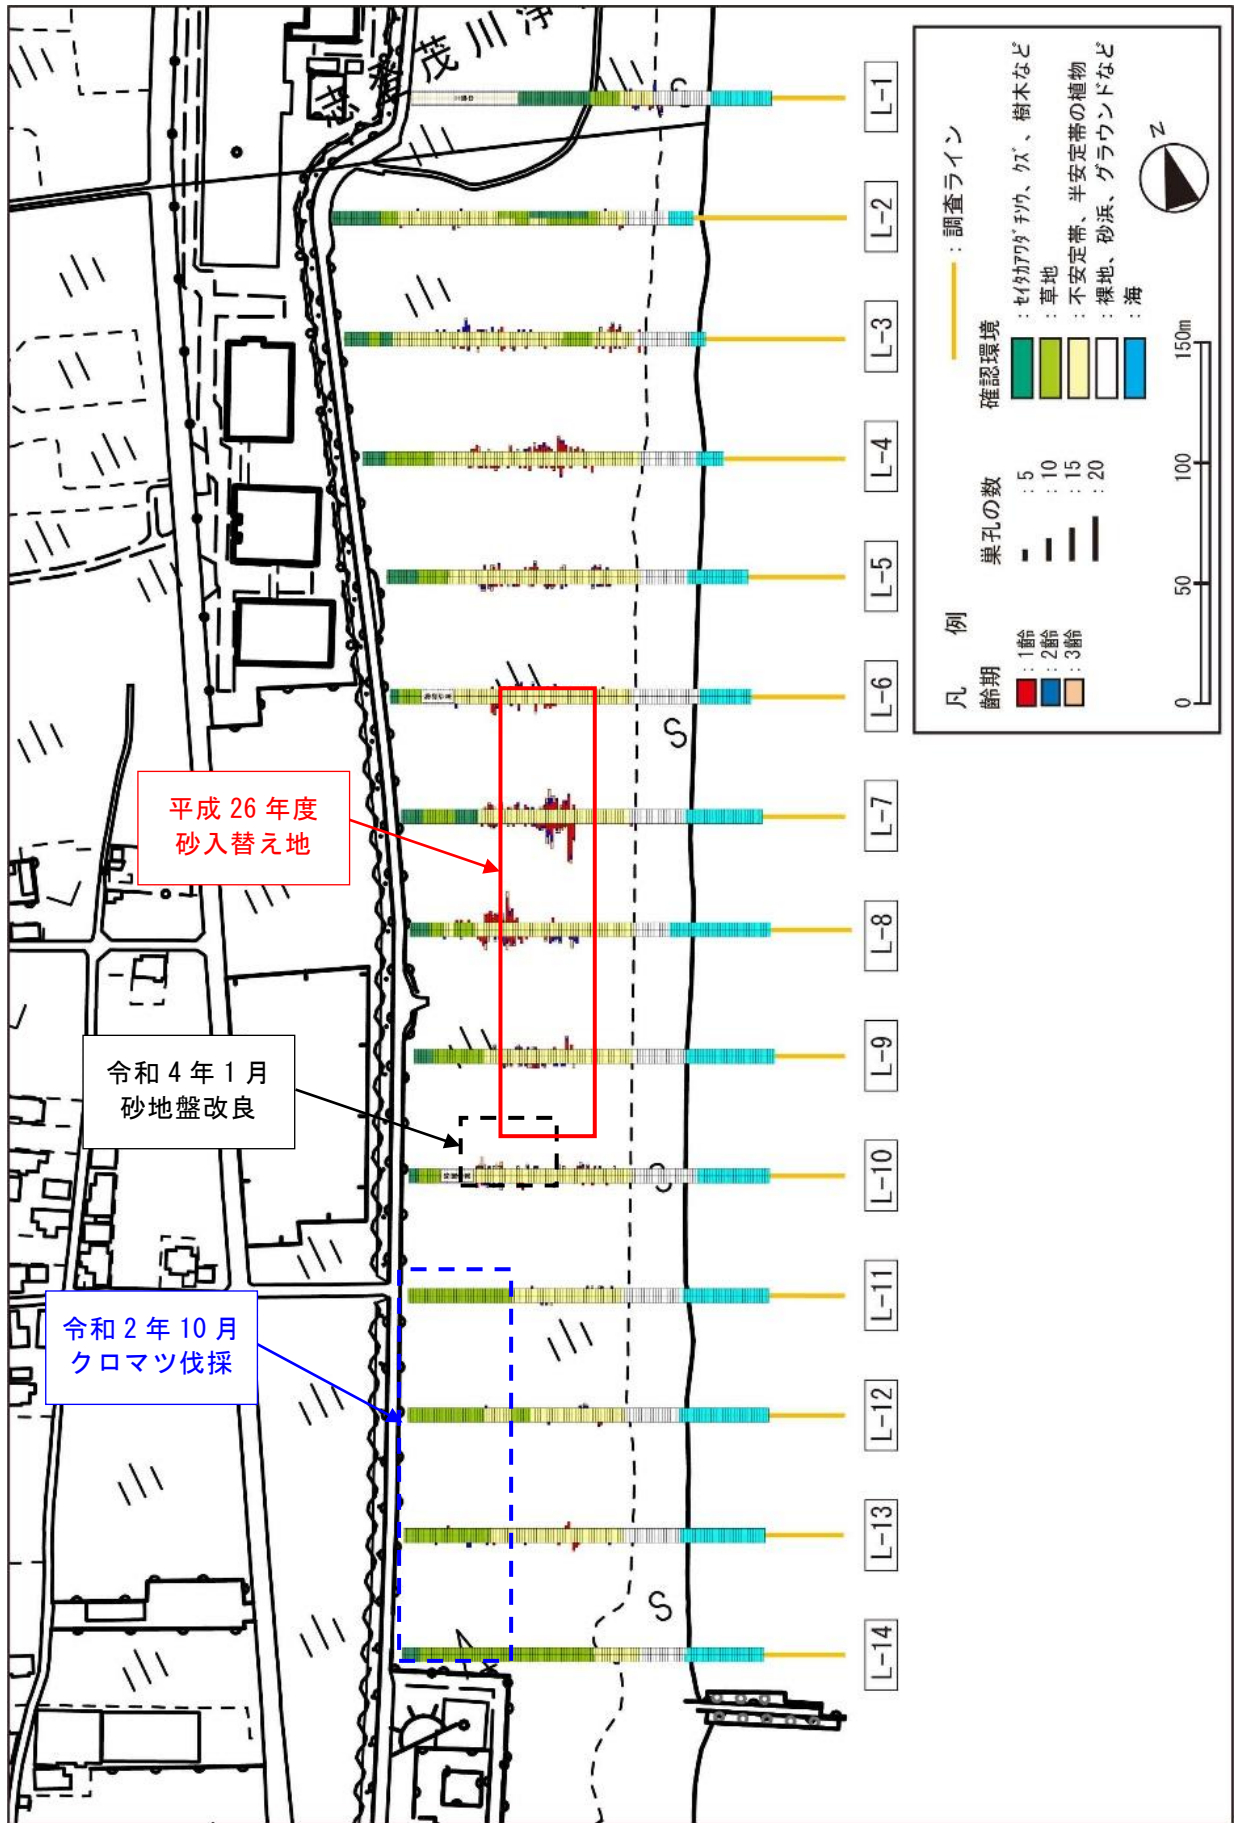 茂川浄
L-1
L-2
L-3
L-4
L-5
L-6
L-7
L-8
L-9
L-10
L-11
L-12
L-13
L-14
S
S
S
平成 26 年度
砂入替え地
令和 4 年 1 月
砂地盤改良
令和 2 年 10 月
クロマツ伐採
凡 例
齢期
: 1齢
: 2齢
: 3齢
巣孔の数
: 5
: 10
: 15
: 20
確認環境
: セイタカアワダチソウ、クズ、樹木など
: 草地
: 不安定帯、半安定帯の植物
: 裸地、砂浜、グラウンドなど
: 海
: 調査ライン
0 50 100 150m
N